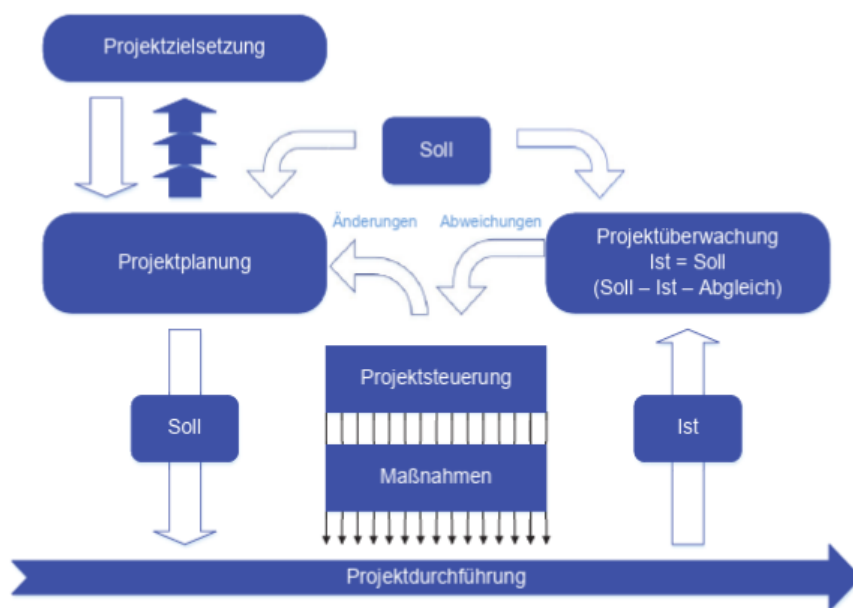 Projektzielsetzung
Soll
Änderungen
Abweichungen
Projektplanung
Projektüberwachung
Ist = Soll
(Soll – Ist – Abgleich)
Projektsteuerung
Soll
Ist
Maßnahmen
Projektdurchführung